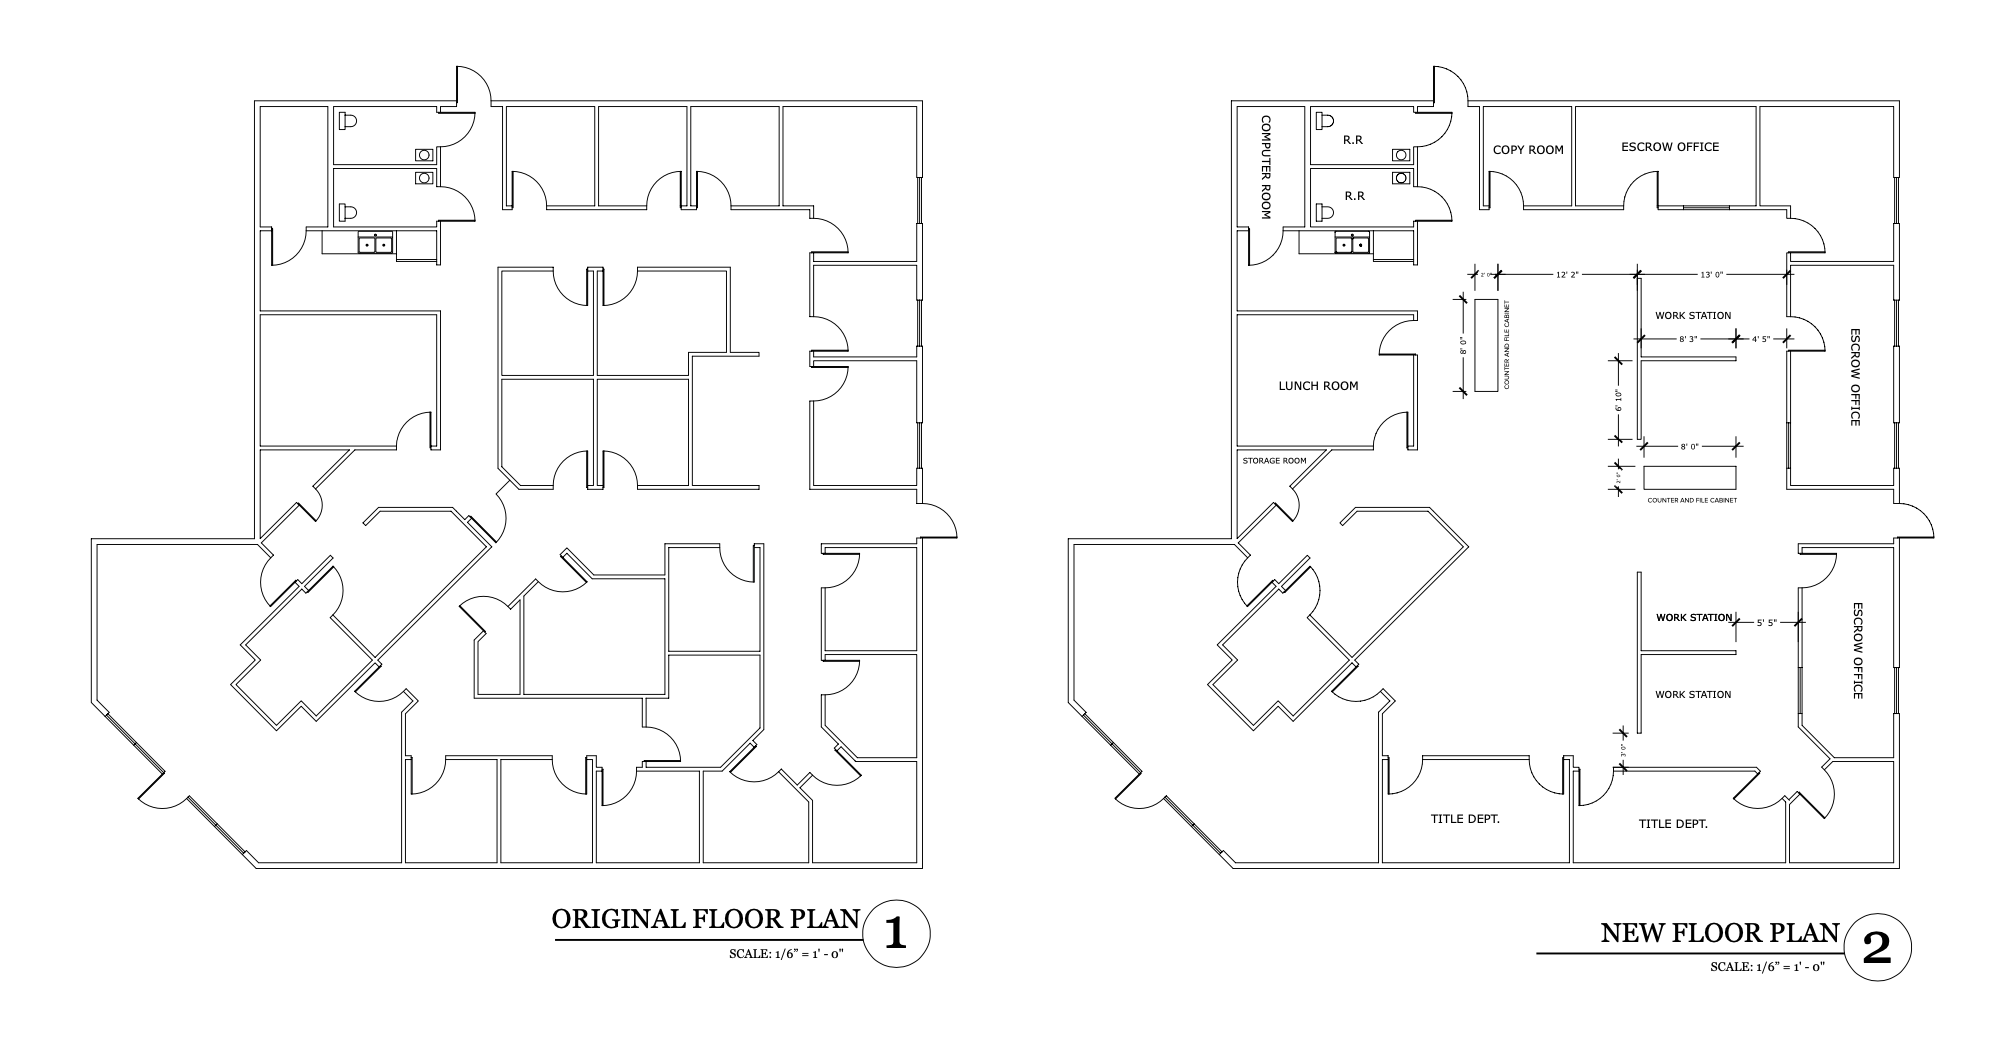 COMPUTER ROOM
R.R
R.R
COPY ROOM
ESCROW OFFICE
2' 0"
12' 2"
13' 0"
WORK STATION
8' 3"
4' 5"
8' 0"
COUNTER AND FILE CABINET
ESCROW OFFICE
LUNCH ROOM
6' 10"
8' 0"
STORAGE ROOM
2' 0"
COUNTER AND FILE CABINET
WORK STATION
5' 5"
ESCROW OFFICE
WORK STATION
3' 0"
TITLE DEPT.
TITLE DEPT.
ORIGINAL FLOOR PLAN
1
SCALE: 1/6” = 1' - 0"
NEW FLOOR PLAN
2
SCALE: 1/6” = 1' - 0"